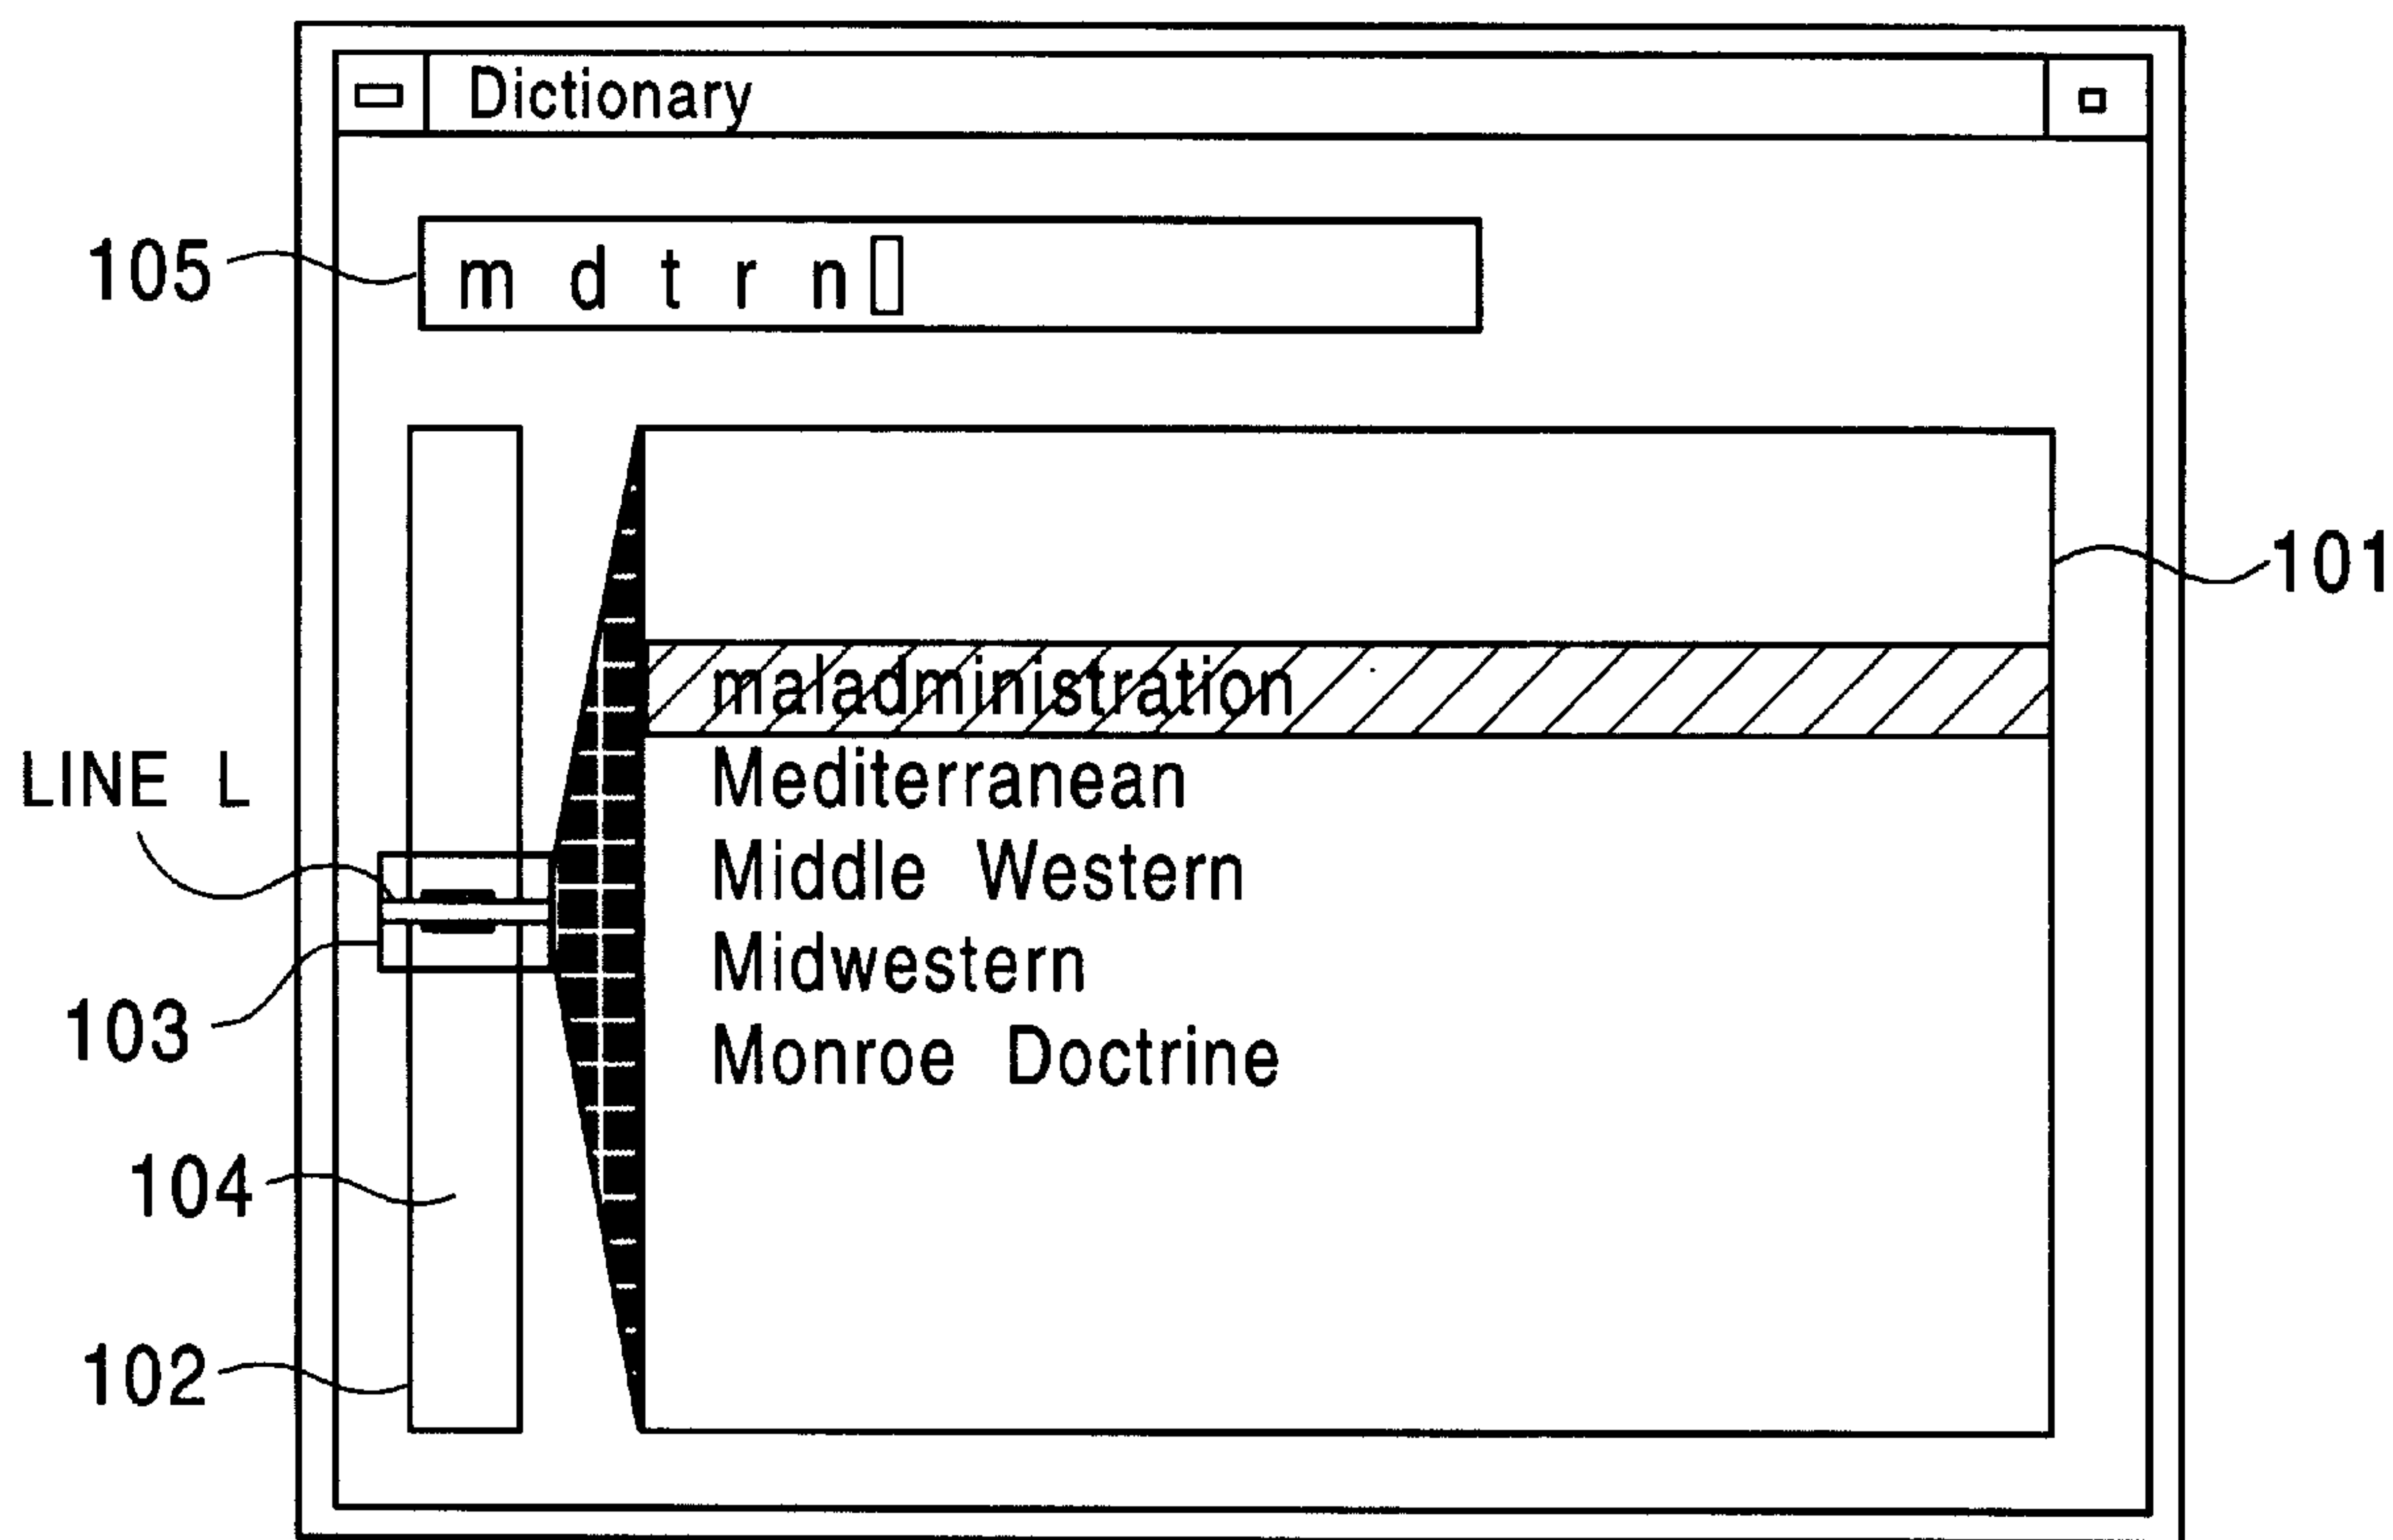 Dictionary
105
m d t r n
101
maladministration
LINE L
Mediterranean
Middle Western
Midwestern
103
Monroe Doctrine
104
102